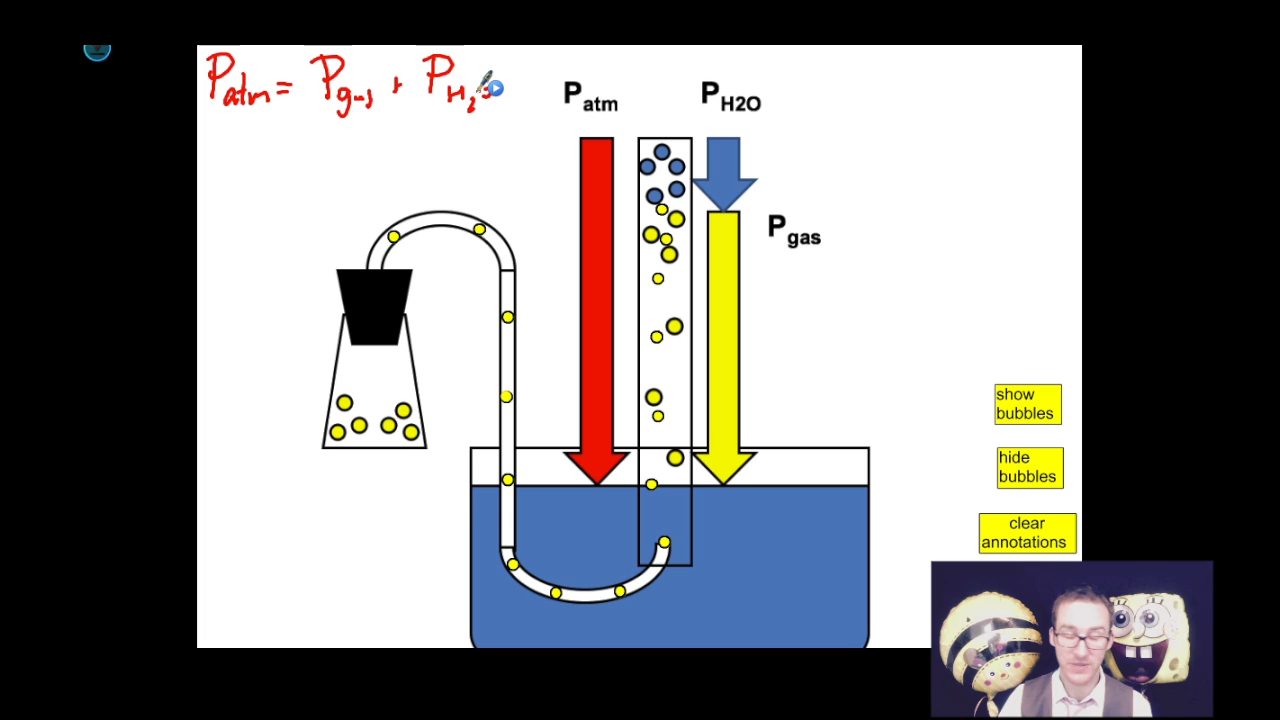 Patm = Pgas + PH2O
Patm
PH2O
Pgas
show
bubbles
hide
bubbles
clear
annotations